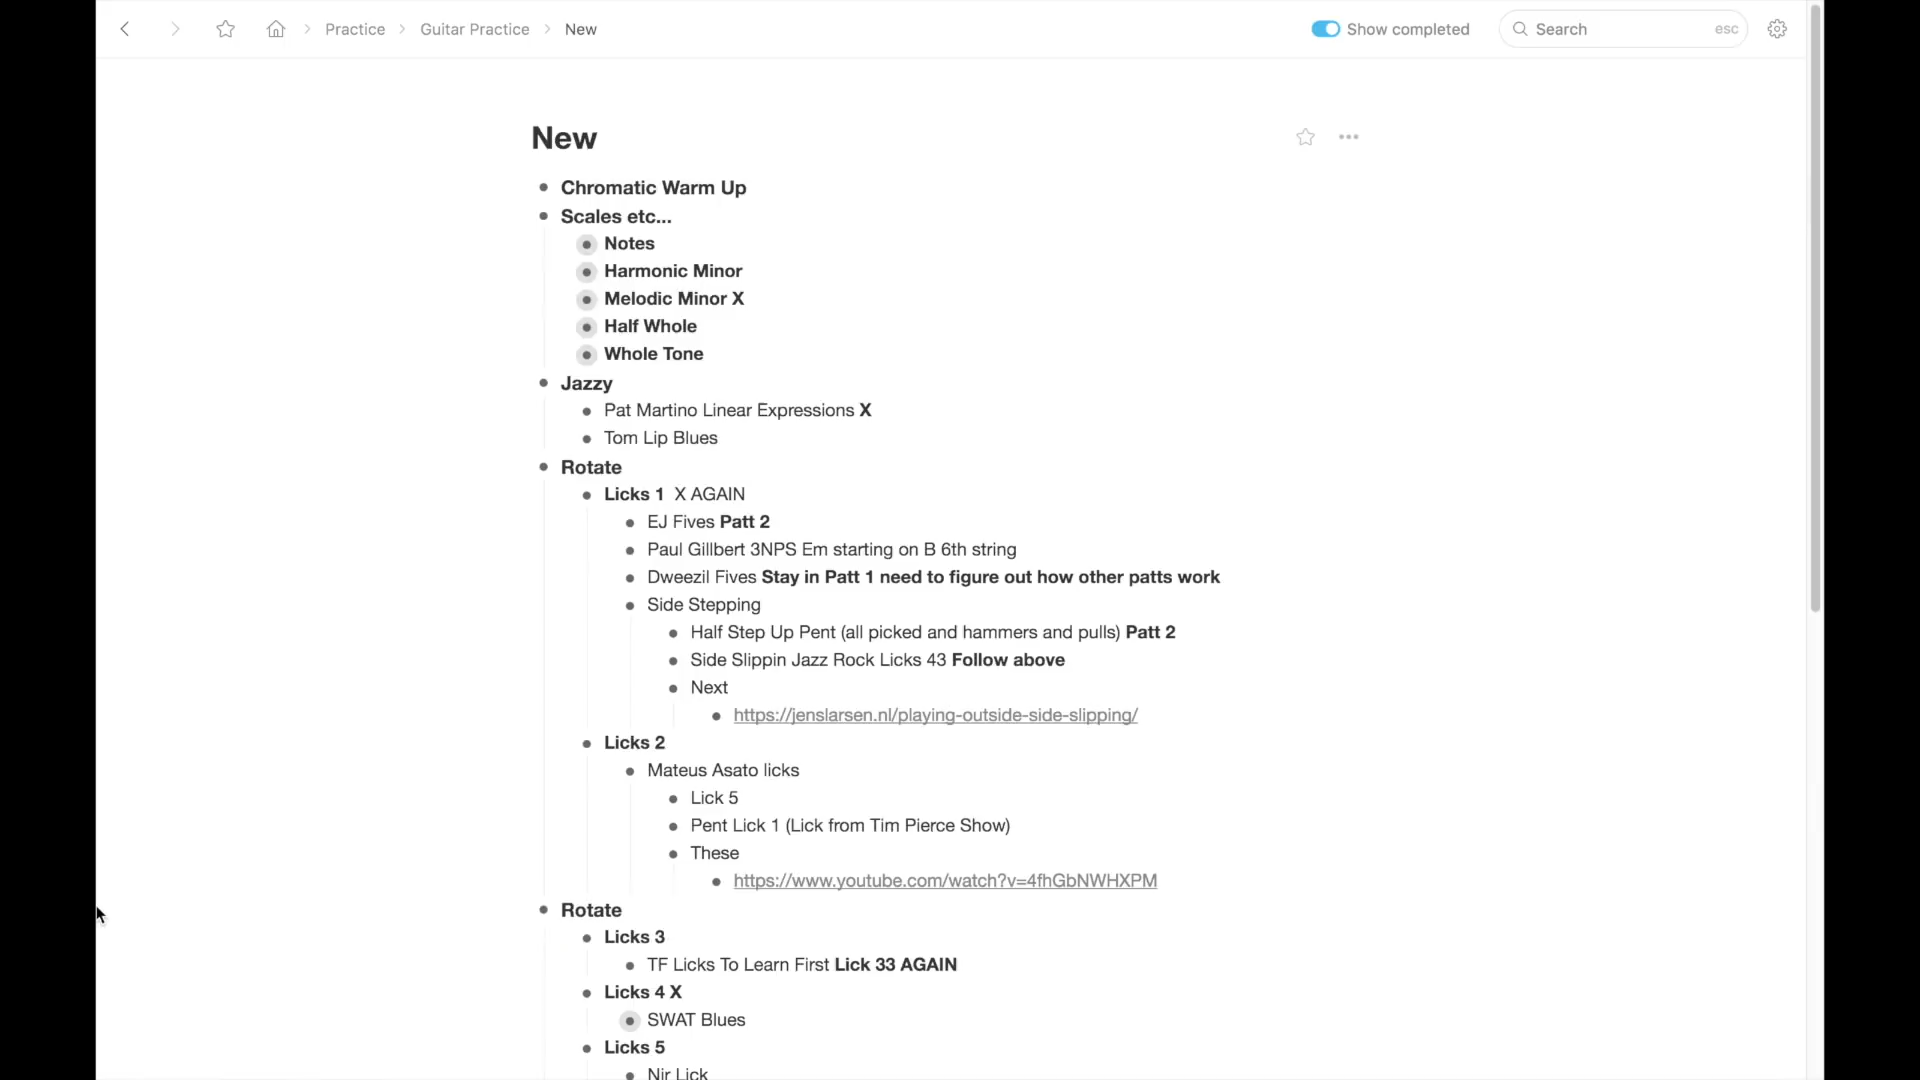 Practice > Guitar Practice > New
Show completed
Search esc
New
Chromatic Warm Up
Scales etc...
Notes
Harmonic Minor
Melodic Minor X
Half Whole
Whole Tone
Jazzy
Pat Martino Linear Expressions X
Tom Lip Blues
Rotate
Licks 1 X AGAIN
EJ Fives Patt 2
Paul Gillbert 3NPS Em starting on B 6th string
Dweezil Fives Stay in Patt 1 need to figure out how other patts work
Side Stepping
Half Step Up Pent (all picked and hammers and pulls) Patt 2
Side Slippin Jazz Rock Licks 43 Follow above
Next
https://jenslarsen.nl/playing-outside-side-slipping/
Licks 2
Mateus Asato licks
Lick 5
Pent Lick 1 (Lick from Tim Pierce Show)
These
https://www.youtube.com/watch?v=4fhGbNWHXPM
Rotate
Licks 3
TF Licks To Learn First Lick 33 AGAIN
Licks 4 X
SWAT Blues
Licks 5
Nir Lick